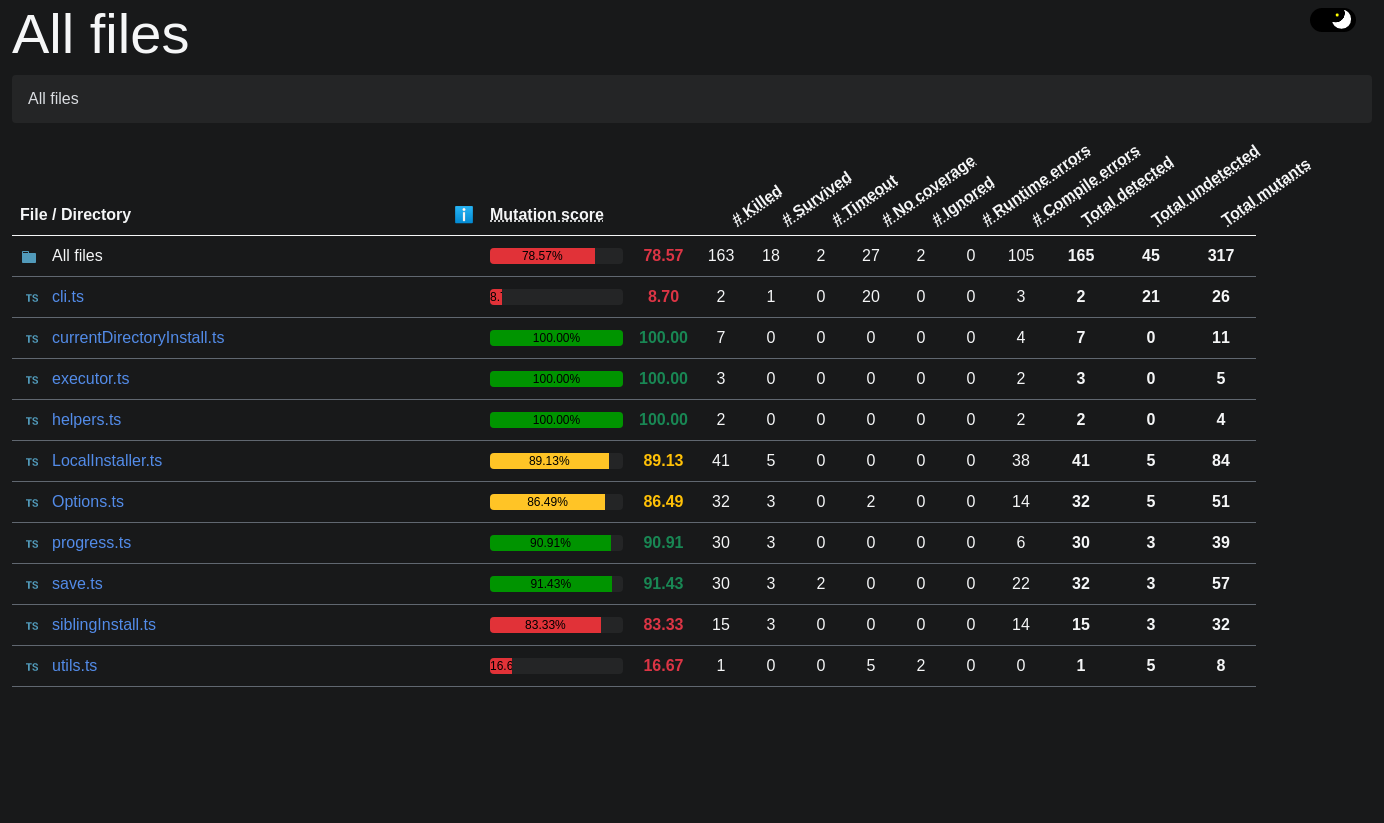 All files
All files
File / Directory ℹ Mutation score # Killed # Survived # Timeout # No coverage # Ignored # Runtime errors # Compile errors Total detected Total undetected Total mutants
All files 78.57% 78.57 163 18 2 27 2 0 105 165 45 317
TS cli.ts 8.70 2 1 0 20 0 0 3 2 21 26
TS currentDirectoryInstall.ts 100.00% 100.00 7 0 0 0 0 0 4 7 0 11
TS executor.ts 100.00% 100.00 3 0 0 0 0 0 2 3 0 5
TS helpers.ts 100.00% 100.00 2 0 0 0 0 0 2 2 0 4
TS LocalInstaller.ts 89.13% 89.13 41 5 0 0 0 0 38 41 5 84
TS Options.ts 86.49% 86.49 32 3 0 2 0 0 14 32 5 51
TS progress.ts 90.91% 90.91 30 3 0 0 0 0 6 30 3 39
TS save.ts 91.43% 91.43 30 3 2 0 0 0 22 32 3 57
TS siblingInstall.ts 83.33% 83.33 15 3 0 0 0 0 14 15 3 32
TS utils.ts 16.67 1 0 0 5 2 0 0 1 5 8